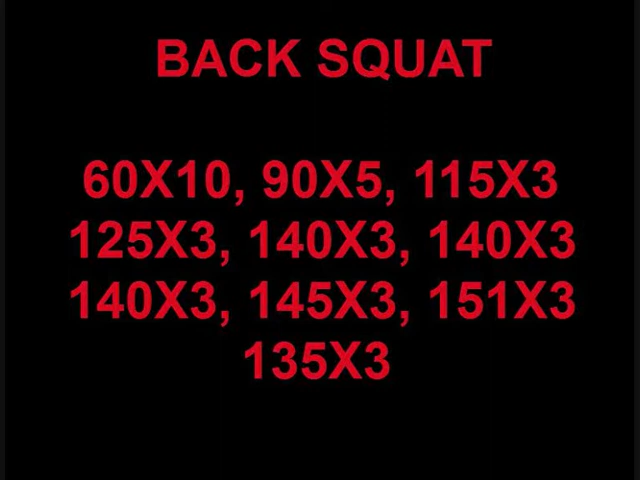 BACK SQUAT
60X10, 90X5, 115X3
125X3, 140X3, 140X3
140X3, 145X3, 151X3
135X3